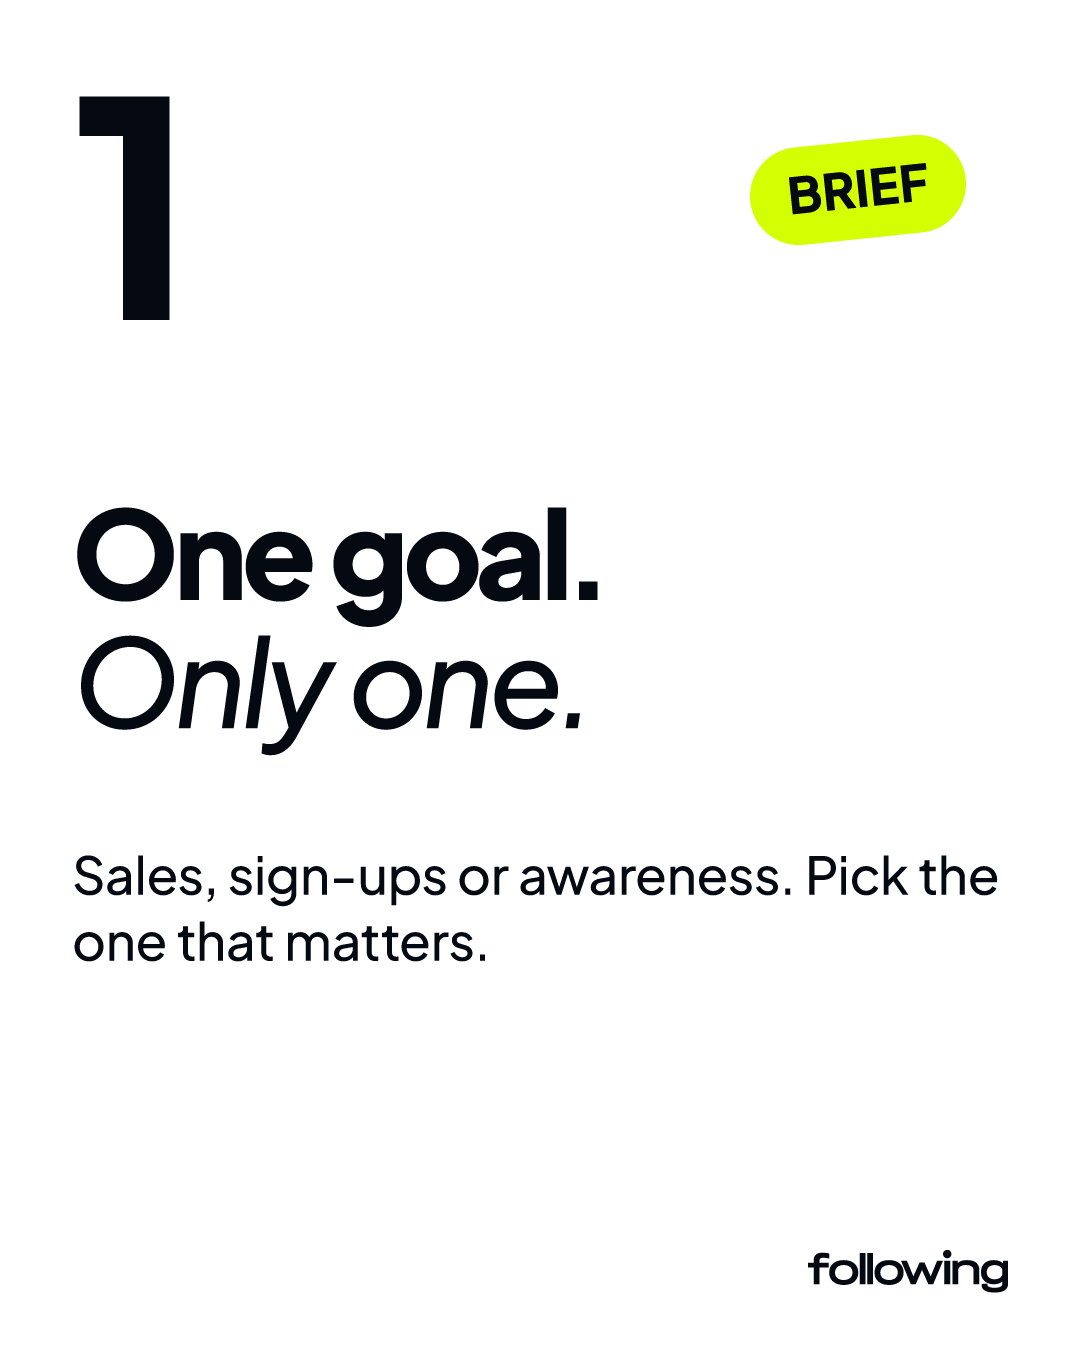 1
BRIEF
One goal.
Only one.
Sales, sign-ups or awareness. Pick the
one that matters.
following